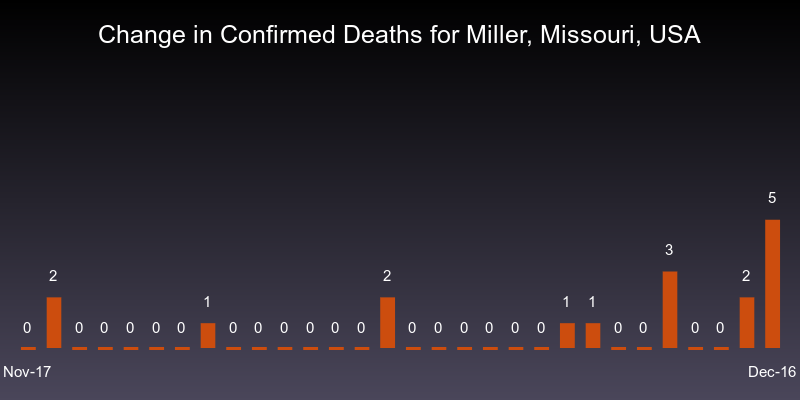 Change in Confirmed Deaths for Miller, Missouri, USA
5
3
2 2 2
1 1 1
0 0 0 0 0 0 0 0 0 0 0 0 0 0 0 0 0 0 0 0 0 0
Nov-17 Dec-16